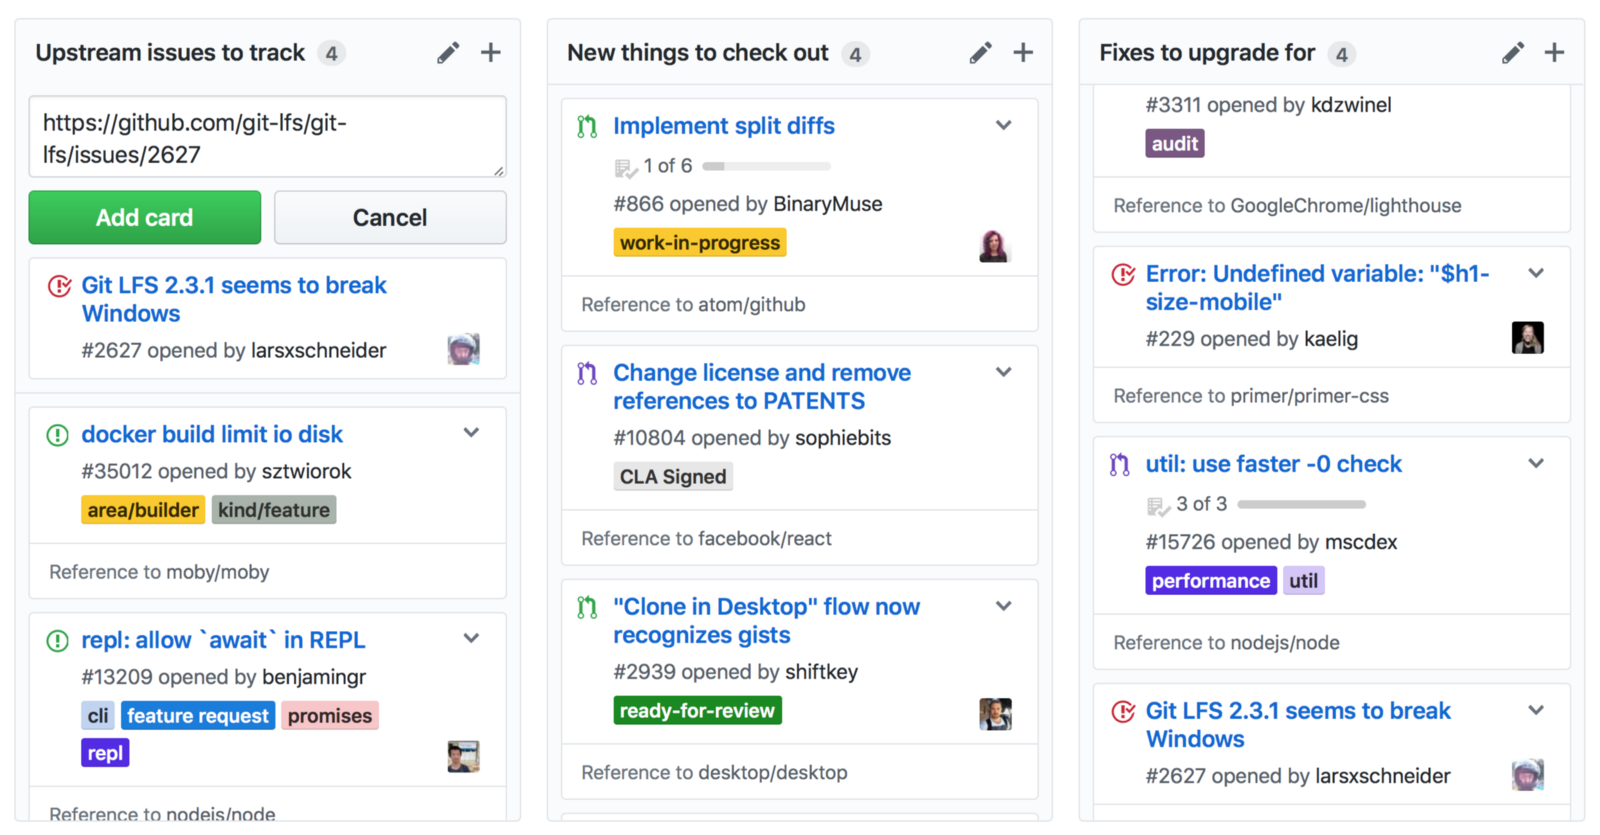 Upstream issues to track 4
https://github.com/git-lfs/git-
lfs/issues/2627
Add card
Cancel
Git LFS 2.3.1 seems to break
Windows
#2627 opened by larsxschneider
docker build limit io disk
#35012 opened by sztwiorok
area/builder kind/feature
Reference to moby/moby
repl: allow `await` in REPL
#13209 opened by benjamingr
cli feature request promises
repl
Reference to nodejs/node
New things to check out 4
Implement split diffs
1 of 6
#866 opened by BinaryMuse
work-in-progress
Reference to atom/github
Change license and remove
references to PATENTS
#10804 opened by sophiebits
CLA Signed
Reference to facebook/react
"Clone in Desktop" flow now
recognizes gists
#2939 opened by shiftkey
ready-for-review
Reference to desktop/desktop
Fixes to upgrade for 4
#3311 opened by kdzwinel
audit
Reference to GoogleChrome/lighthouse
Error: Undefined variable: "$h1-
size-mobile"
#229 opened by kaelig
Reference to primer/primer-css
util: use faster -0 check
3 of 3
#15726 opened by mscdex
performance util
Reference to nodejs/node
Git LFS 2.3.1 seems to break
Windows
#2627 opened by larsxschneider